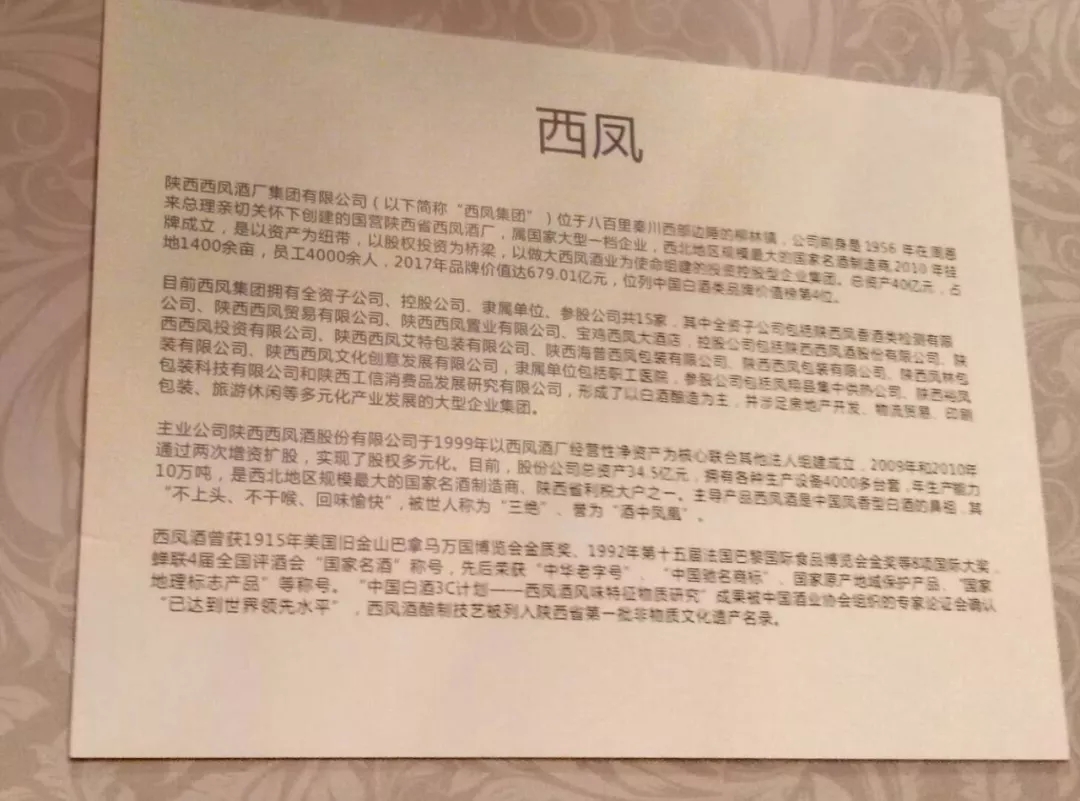 西凤
陕西西凤酒厂集团有限公司（以下简称“西凤集团”）位于八百里秦川西部边陲的柳林镇，公司前身是 1956 年在周恩
来总理亲切关怀下创建的国营陕西省西凤酒厂，属国家大型一档企业，西北地区规模最大的国家名酒制造商,2010 年挂
牌成立，是以资产为纽带，以股权投资为桥梁，以做大西凤酒业为使命组建的投资控股型企业集团。总资产40亿元，占
地1400余亩，员工4000余人，2017年品牌价值达679.01亿元，位列中国白酒类品牌价值榜第4位。
目前西凤集团拥有全资子公司、控股公司、隶属单位、参股公司共15家，其中全资子公司包括陕西凤香酒类检测有限
公司、陕西西凤贸易有限公司、陕西西凤置业有限公司、宝鸡西凤大酒店，控股公司包括陕西西凤酒股份有限公司、陕
西西凤投资有限公司、陕西西凤艾特包装有限公司、陕西海普西凤包装有限公司、陕西西凤包装有限公司、陕西凤林包
装有限公司、陕西西凤文化创意发展有限公司，隶属单位包括职工医院，参股公司包括凤翔县集中供热公司、陕西裕凤
包装科技有限公司和陕西工信消费品发展研究有限公司，形成了以白酒酿造为主，并涉足房地产开发、物流贸易、印刷
包装、旅游休闲等多元化产业发展的大型企业集团。
主业公司陕西西凤酒股份有限公司于1999年以西凤酒厂经营性净资产为核心联合其他法人组建成立，2009年和2010年
通过两次增资扩股，实现了股权多元化。目前，股份公司总资产34.5亿元，拥有各种生产设备4000多台套，年生产能力
10万吨，是西北地区规模最大的国家名酒制造商、陕西省利税大户之一。主导产品西凤酒是中国凤香型白酒的鼻祖，其
“不上头、不干喉、回味愉快”，被世人称为“三绝”、誉为“酒中凤凰”。
西凤酒曾获1915年美国旧金山巴拿马万国博览会金质奖、1992年第十五届法国巴黎国际食品博览会金奖等8项国际大奖，
蝉联4届全国评酒会“国家名酒”称号，先后荣获“中华老字号”、“中国驰名商标”、国家原产地域保护产品、“国家
地理标志产品”等称号。“中国白酒3C计划——西凤酒风味特征物质研究”成果被中国酒业协会组织的专家论证会确认
“已达到世界领先水平”，西凤酒酿制技艺被列入陕西省第一批非物质文化遗产名录。